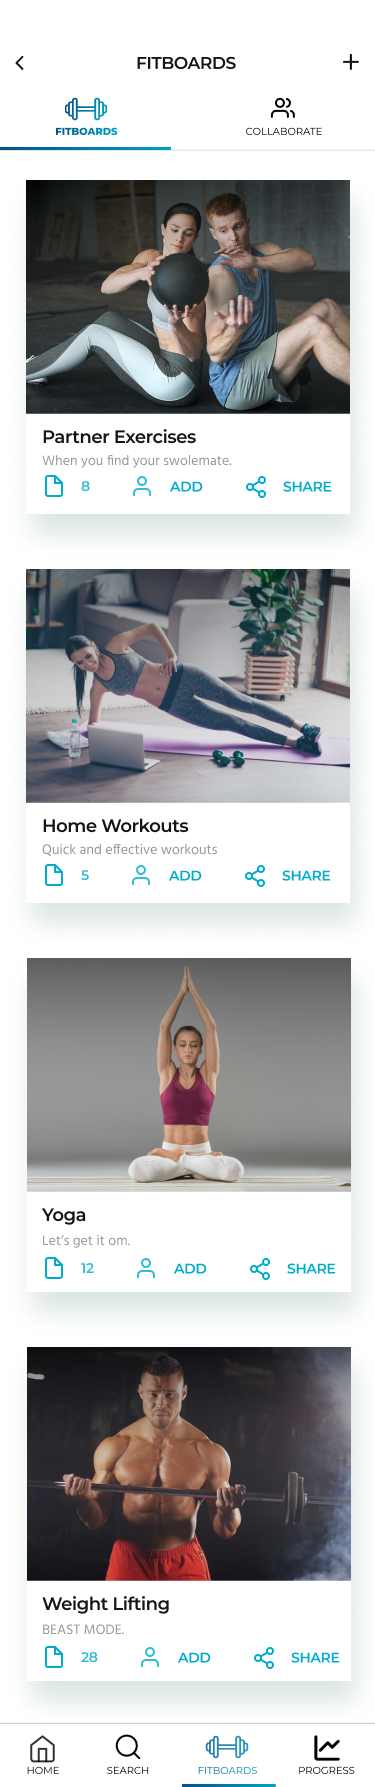 FITBOARDS
FITBOARDS
COLLABORATE
Partner Exercises
When you find your swolemate.
8 ADD SHARE
Home Workouts
Quick and effective workouts
5 ADD SHARE
Yoga
Let's get it om.
12 ADD SHARE
Weight Lifting
BEAST MODE.
28 ADD SHARE
HOME SEARCH FITBOARDS PROGRESS